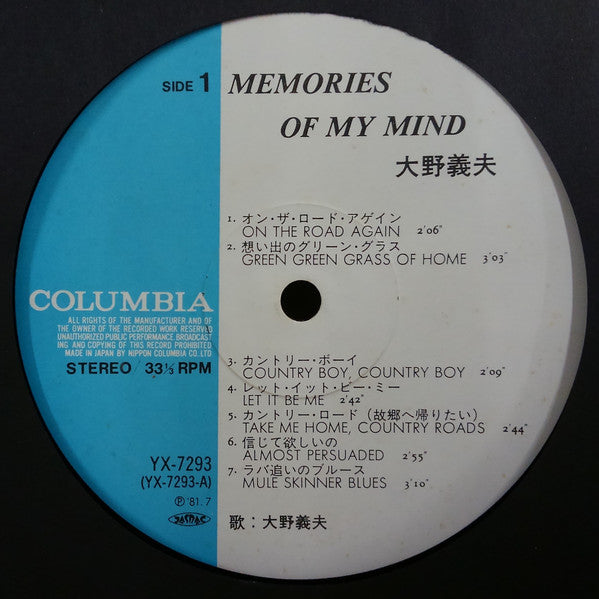 SIDE 1
MEMORIES
OF MY MIND
大野義夫
1. オン・ザ・ロード・アゲイン
ON THE ROAD AGAIN 2'06"
2. 想い出のグリーン・グラス
GREEN GREEN GRASS OF HOME 3'03"
COLUMBIA
ALL RIGHTS OF THE MANUFACTURER AND OF
THE OWNER OF THE RECORDED WORK RESERVED
UNAUTHORIZED PUBLIC PERFORMANCE. BROADCAST
ING AND COPYING OF THIS RECORD PROHIBITED
MADE IN JAPAN BY NIPPON COLUMBIA CO., LTD
STEREO / 33⅓ RPM
3. カントリー・ボーイ
COUNTRY BOY, COUNTRY BOY 2'09"
4. レット・イット・ビー・ミー
LET IT BE ME 2'42"
5. カントリー・ロード（故郷へ帰りたい）
TAKE ME HOME, COUNTRY ROADS 2'44"
6. 信じて欲しいの
ALMOST PERSUADED 2'55"
7. ラバ追いのブルース
MULE SKINNER BLUES 3'10"
YX-7293
(YX-7293-A)
Ⓟ '81. 7
JASRAC
歌：大野義夫